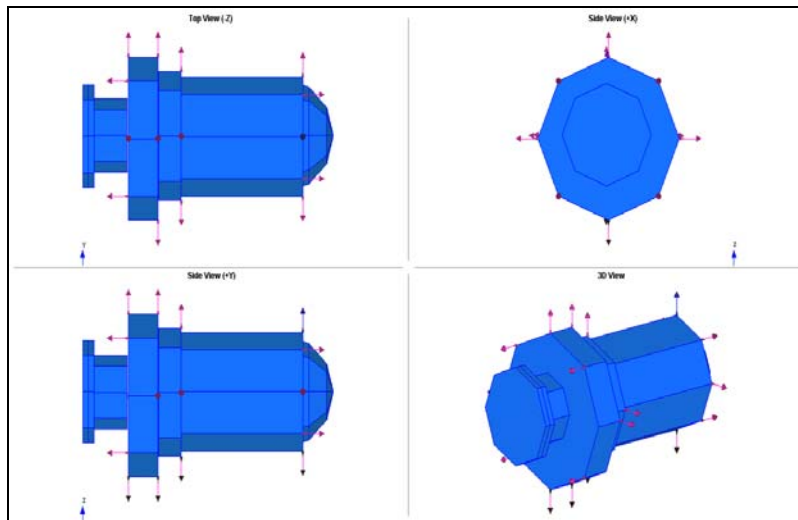 Top View (-Z)
Side View (+X)
Y
Z
Side View (+Y)
3D View
Z